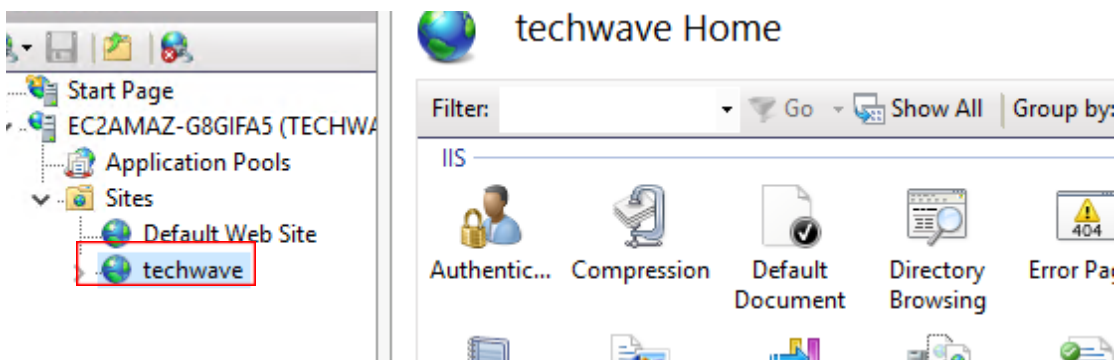 techwave Home
Start Page
EC2AMAZ-G8GIFA5 (TECHWA
Application Pools
Sites
Default Web Site
techwave
Filter:
Go
Show All
Group by:
IIS
Authentic...
Compression
Default
Document
Directory
Browsing
404
Error Pag